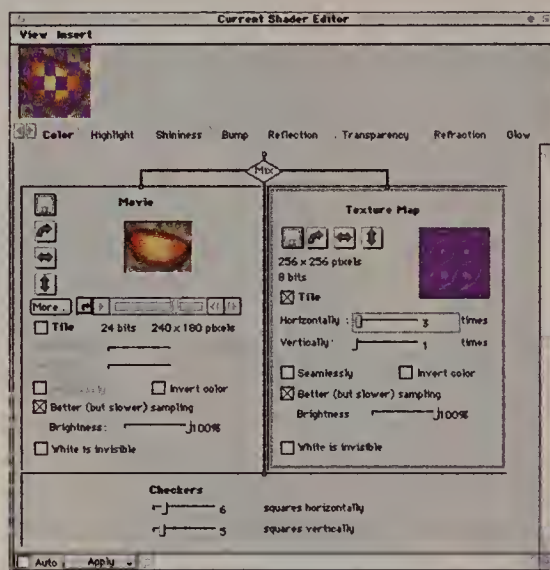 Current Shader Editor
View Insert
Color Highlight Shininess Bump Reflection Transparency Refraction Glow
Mix
Movie
More...
Tile 24 bits 240 x 180 pixels
Invert color
Better (but slower) sampling
Brightness: 100%
White is invisible
Texture Map
256 x 256 pixels
8 bits
Tile
Horizontally : 3 times
Vertically : 1 times
Seamlessly Invert color
Better (but slower) sampling
Brightness 100%
White is invisible
Checkers
6 squares horizontally
5 squares vertically
Auto Apply